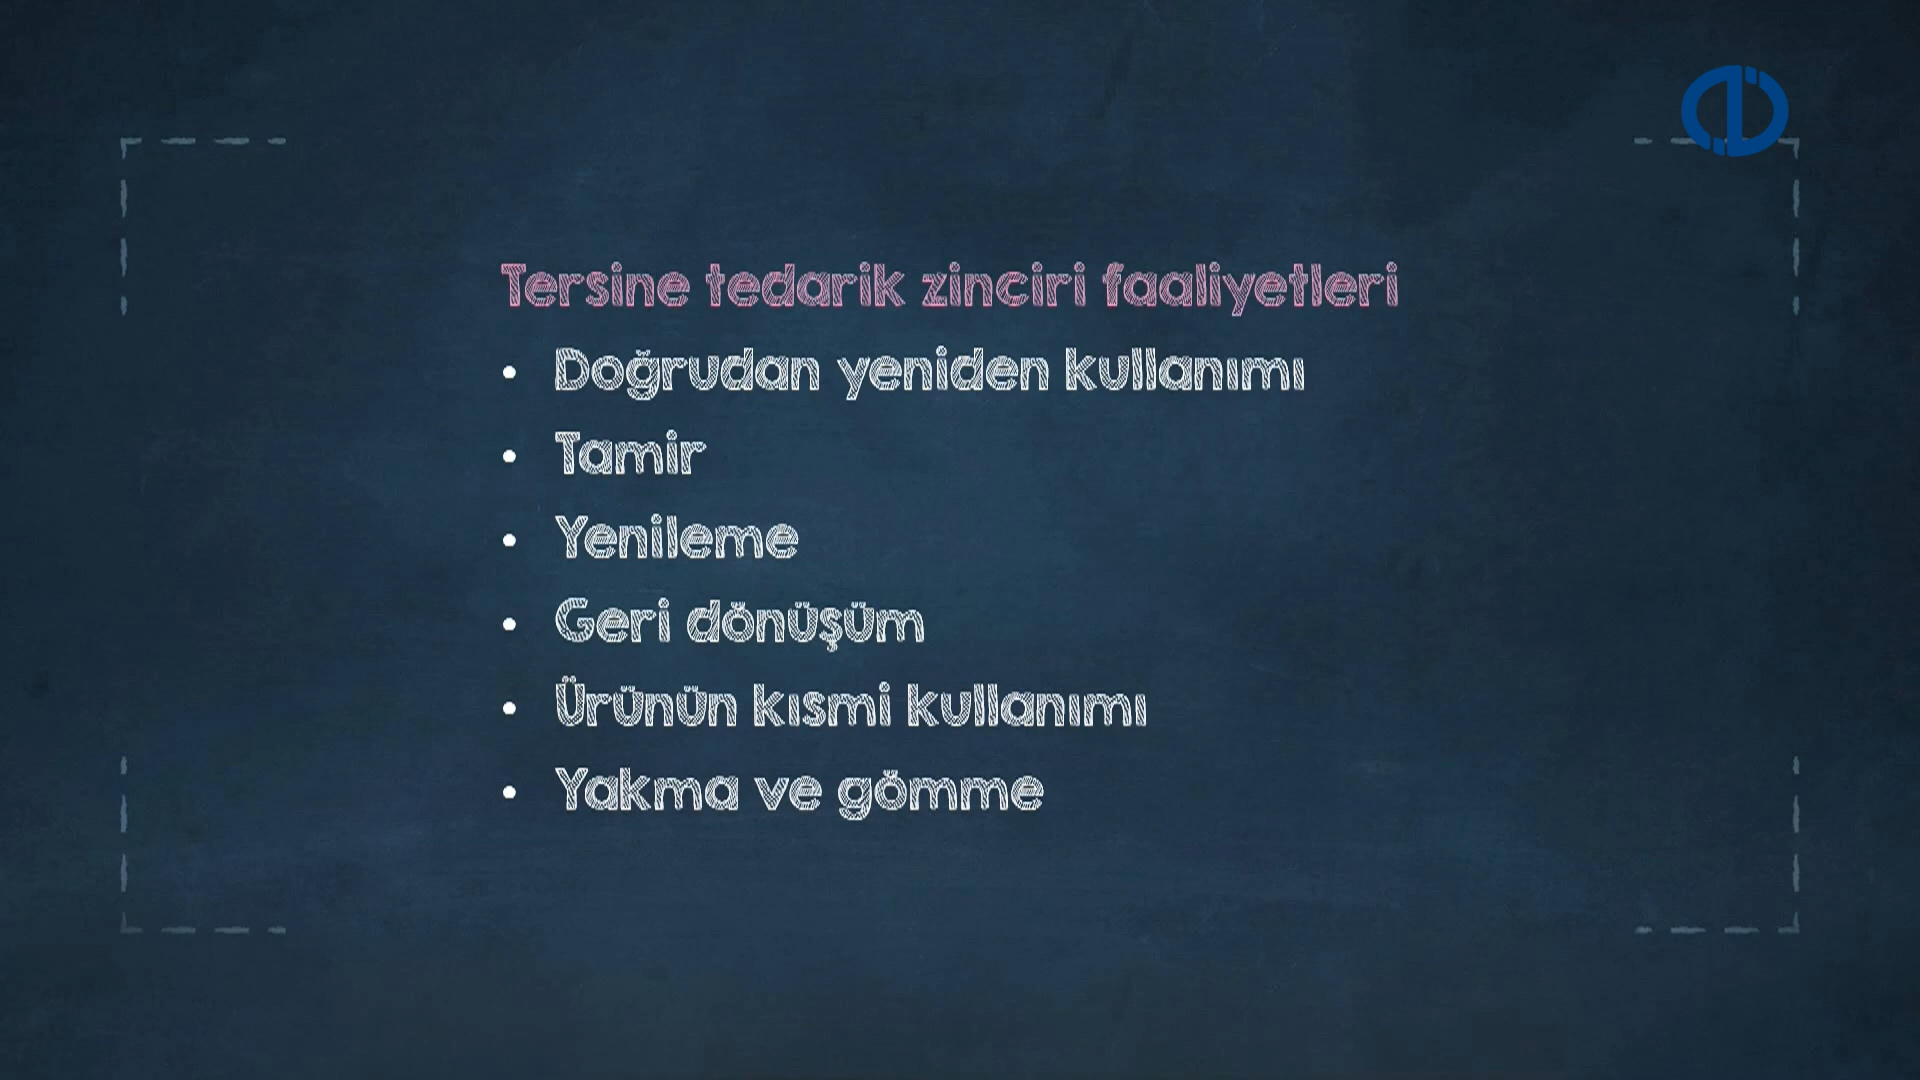 Tersine tedarik zinciri faaliyetleri
• Doğrudan yeniden kullanımı
• Tamir
• Yenileme
• Geri dönüşüm
• Ürünün kısmi kullanımı
• Yakma ve gömme